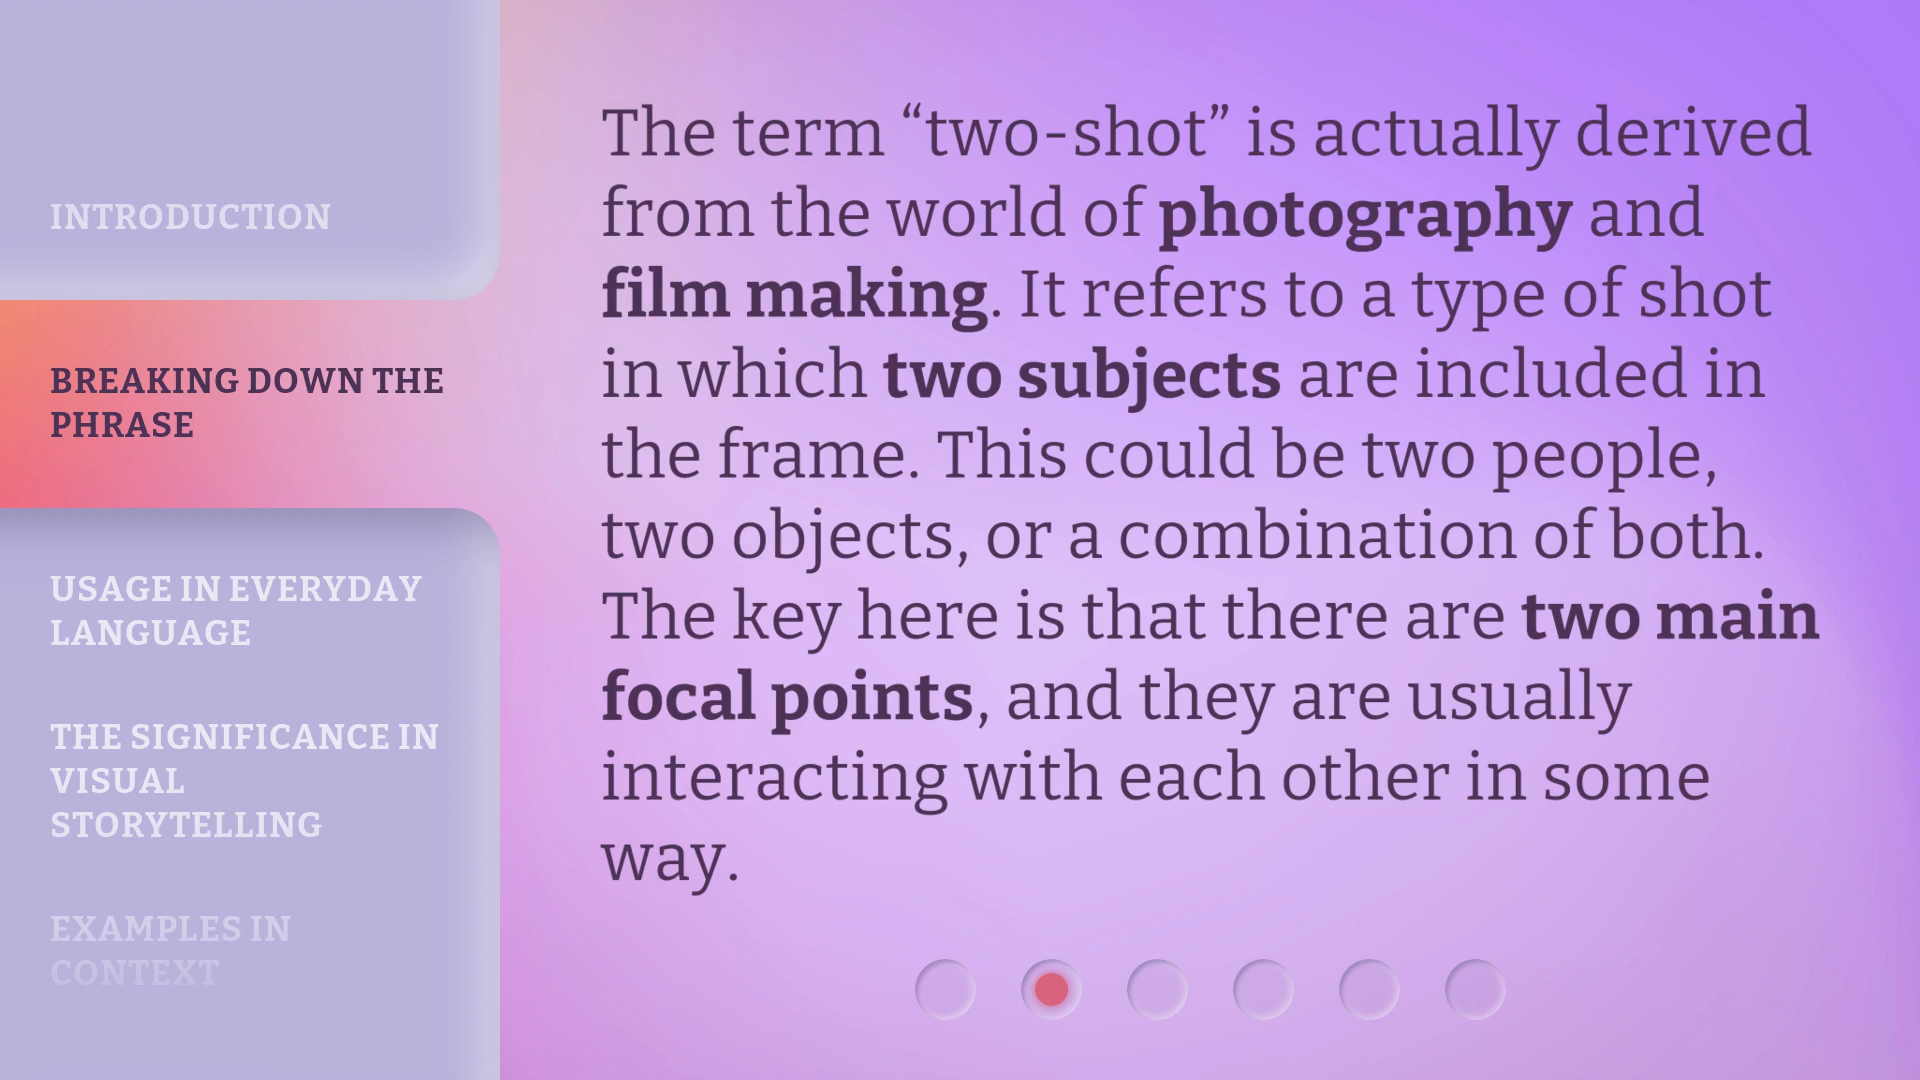 INTRODUCTION
BREAKING DOWN THE
PHRASE
USAGE IN EVERYDAY
LANGUAGE
THE SIGNIFICANCE IN
VISUAL
STORYTELLING
EXAMPLES IN
CONTEXT
The term “two-shot” is actually derived
from the world of photography and
film making. It refers to a type of shot
in which two subjects are included in
the frame. This could be two people,
two objects, or a combination of both.
The key here is that there are two main
focal points, and they are usually
interacting with each other in some
way.